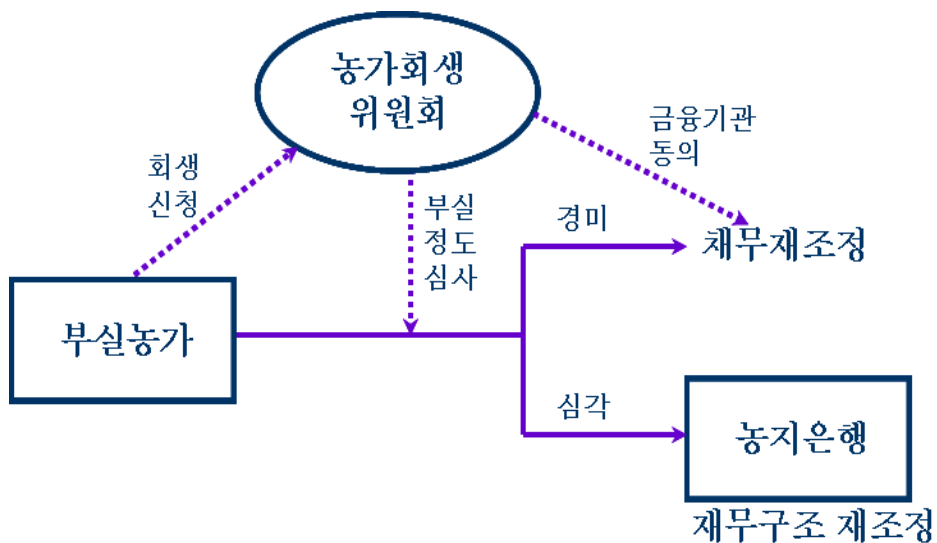 농가회생
위원회
금융기관
동의
회생
신청
부실
정도
심사
경미
채무재조정
부실농가
심각
농지은행
재무구조 재조정